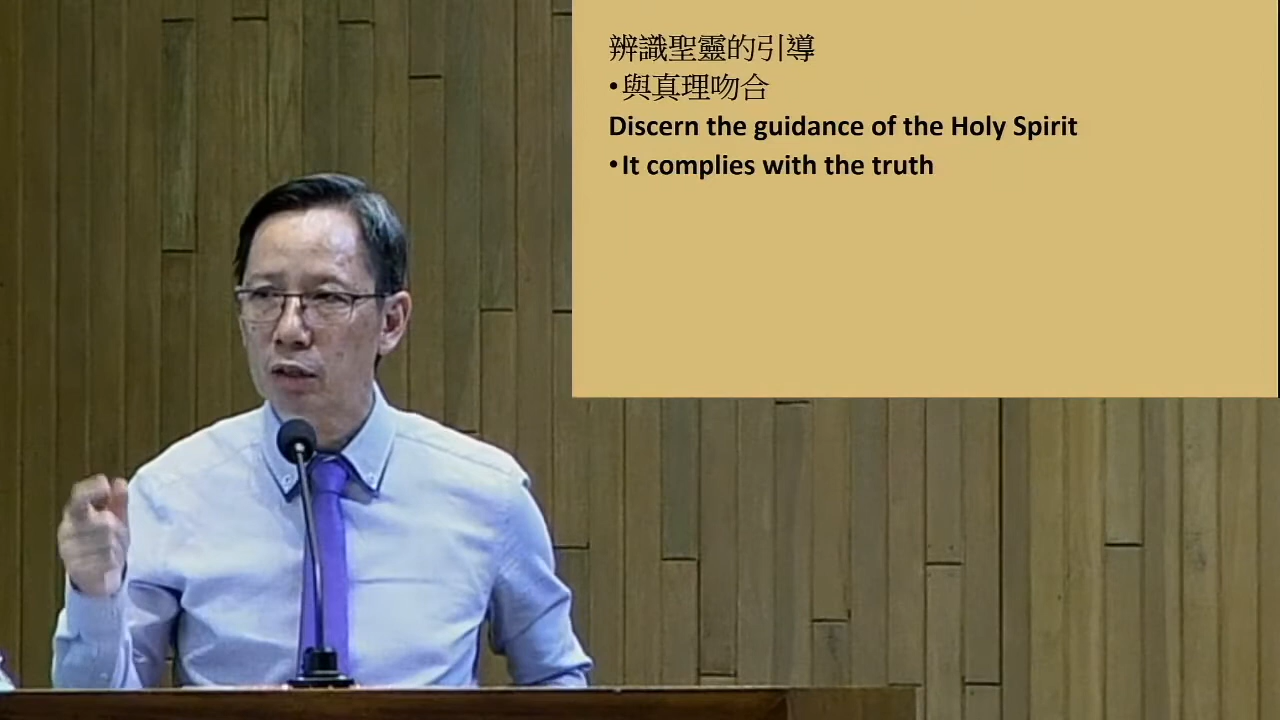 辨識聖靈的引導
•與真理吻合
Discern the guidance of the Holy Spirit
•It complies with the truth